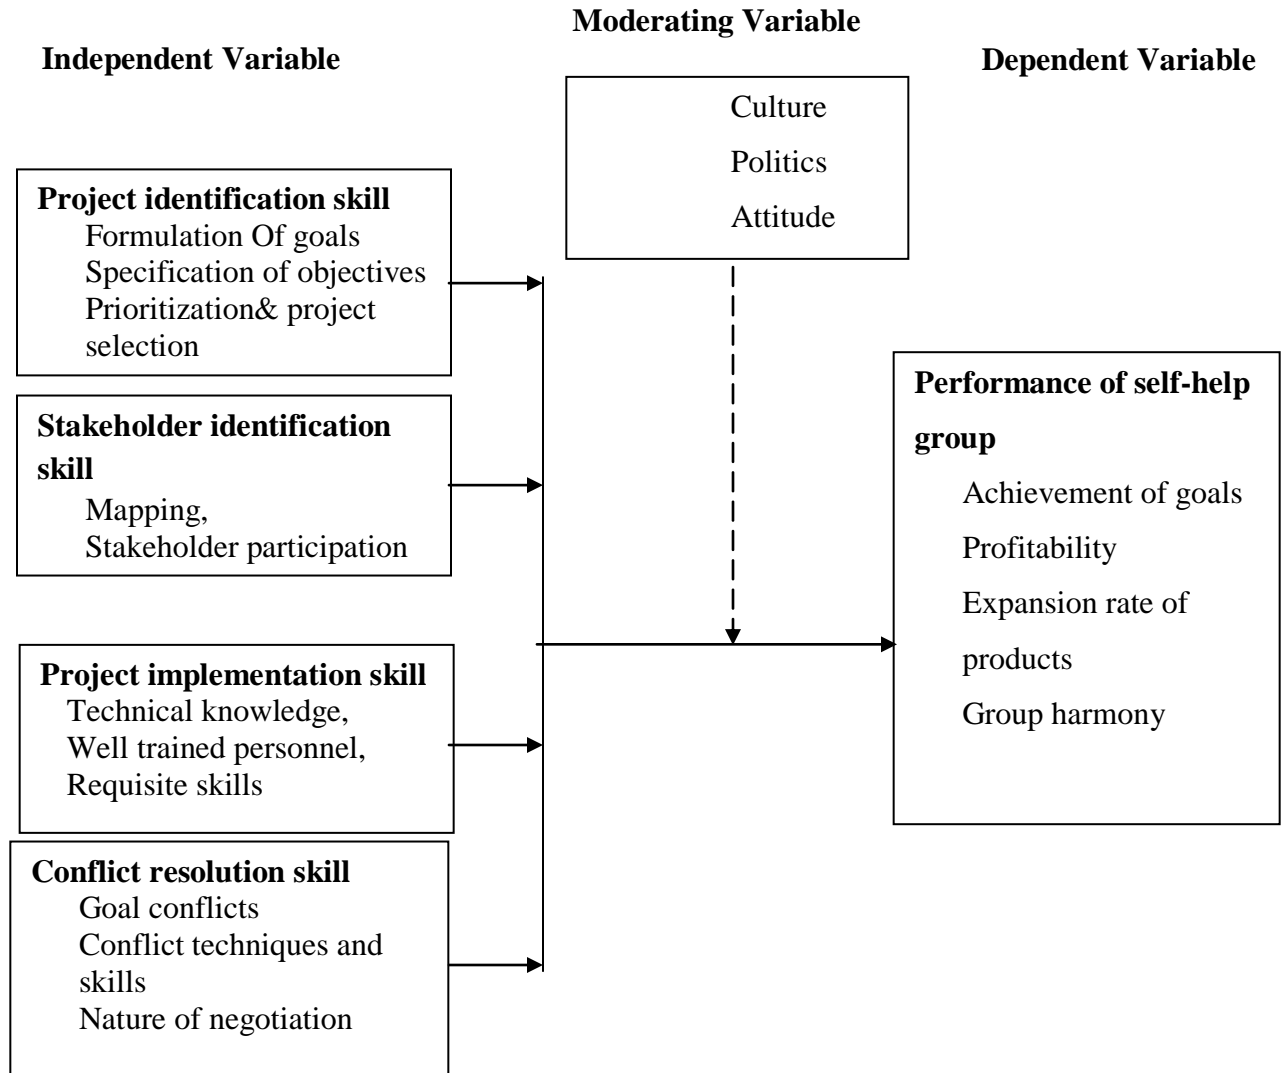 Moderating Variable
Independent Variable
Dependent Variable
Culture
Politics
Attitude
Project identification skill
Formulation Of goals
Specification of objectives
Prioritization& project
selection
Stakeholder identification
skill
Mapping,
Stakeholder participation
Project implementation skill
Technical knowledge,
Well trained personnel,
Requisite skills
Conflict resolution skill
Goal conflicts
Conflict techniques and
skills
Nature of negotiation
Performance of self-help
group
Achievement of goals
Profitability
Expansion rate of
products
Group harmony